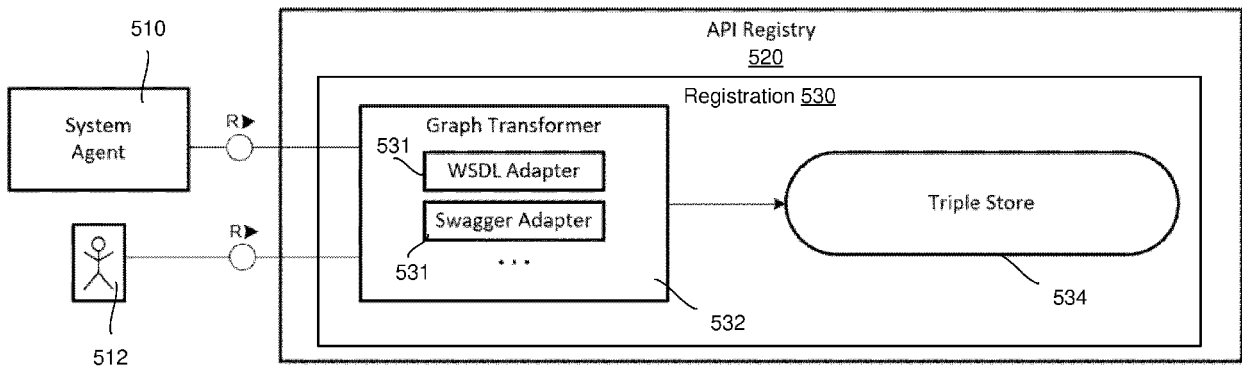 510
API Registry
520
Registration 530
System
Agent
R▶
Graph Transformer
531
WSDL Adapter
Swagger Adapter
531
...
Triple Store
R▶
532
534
512